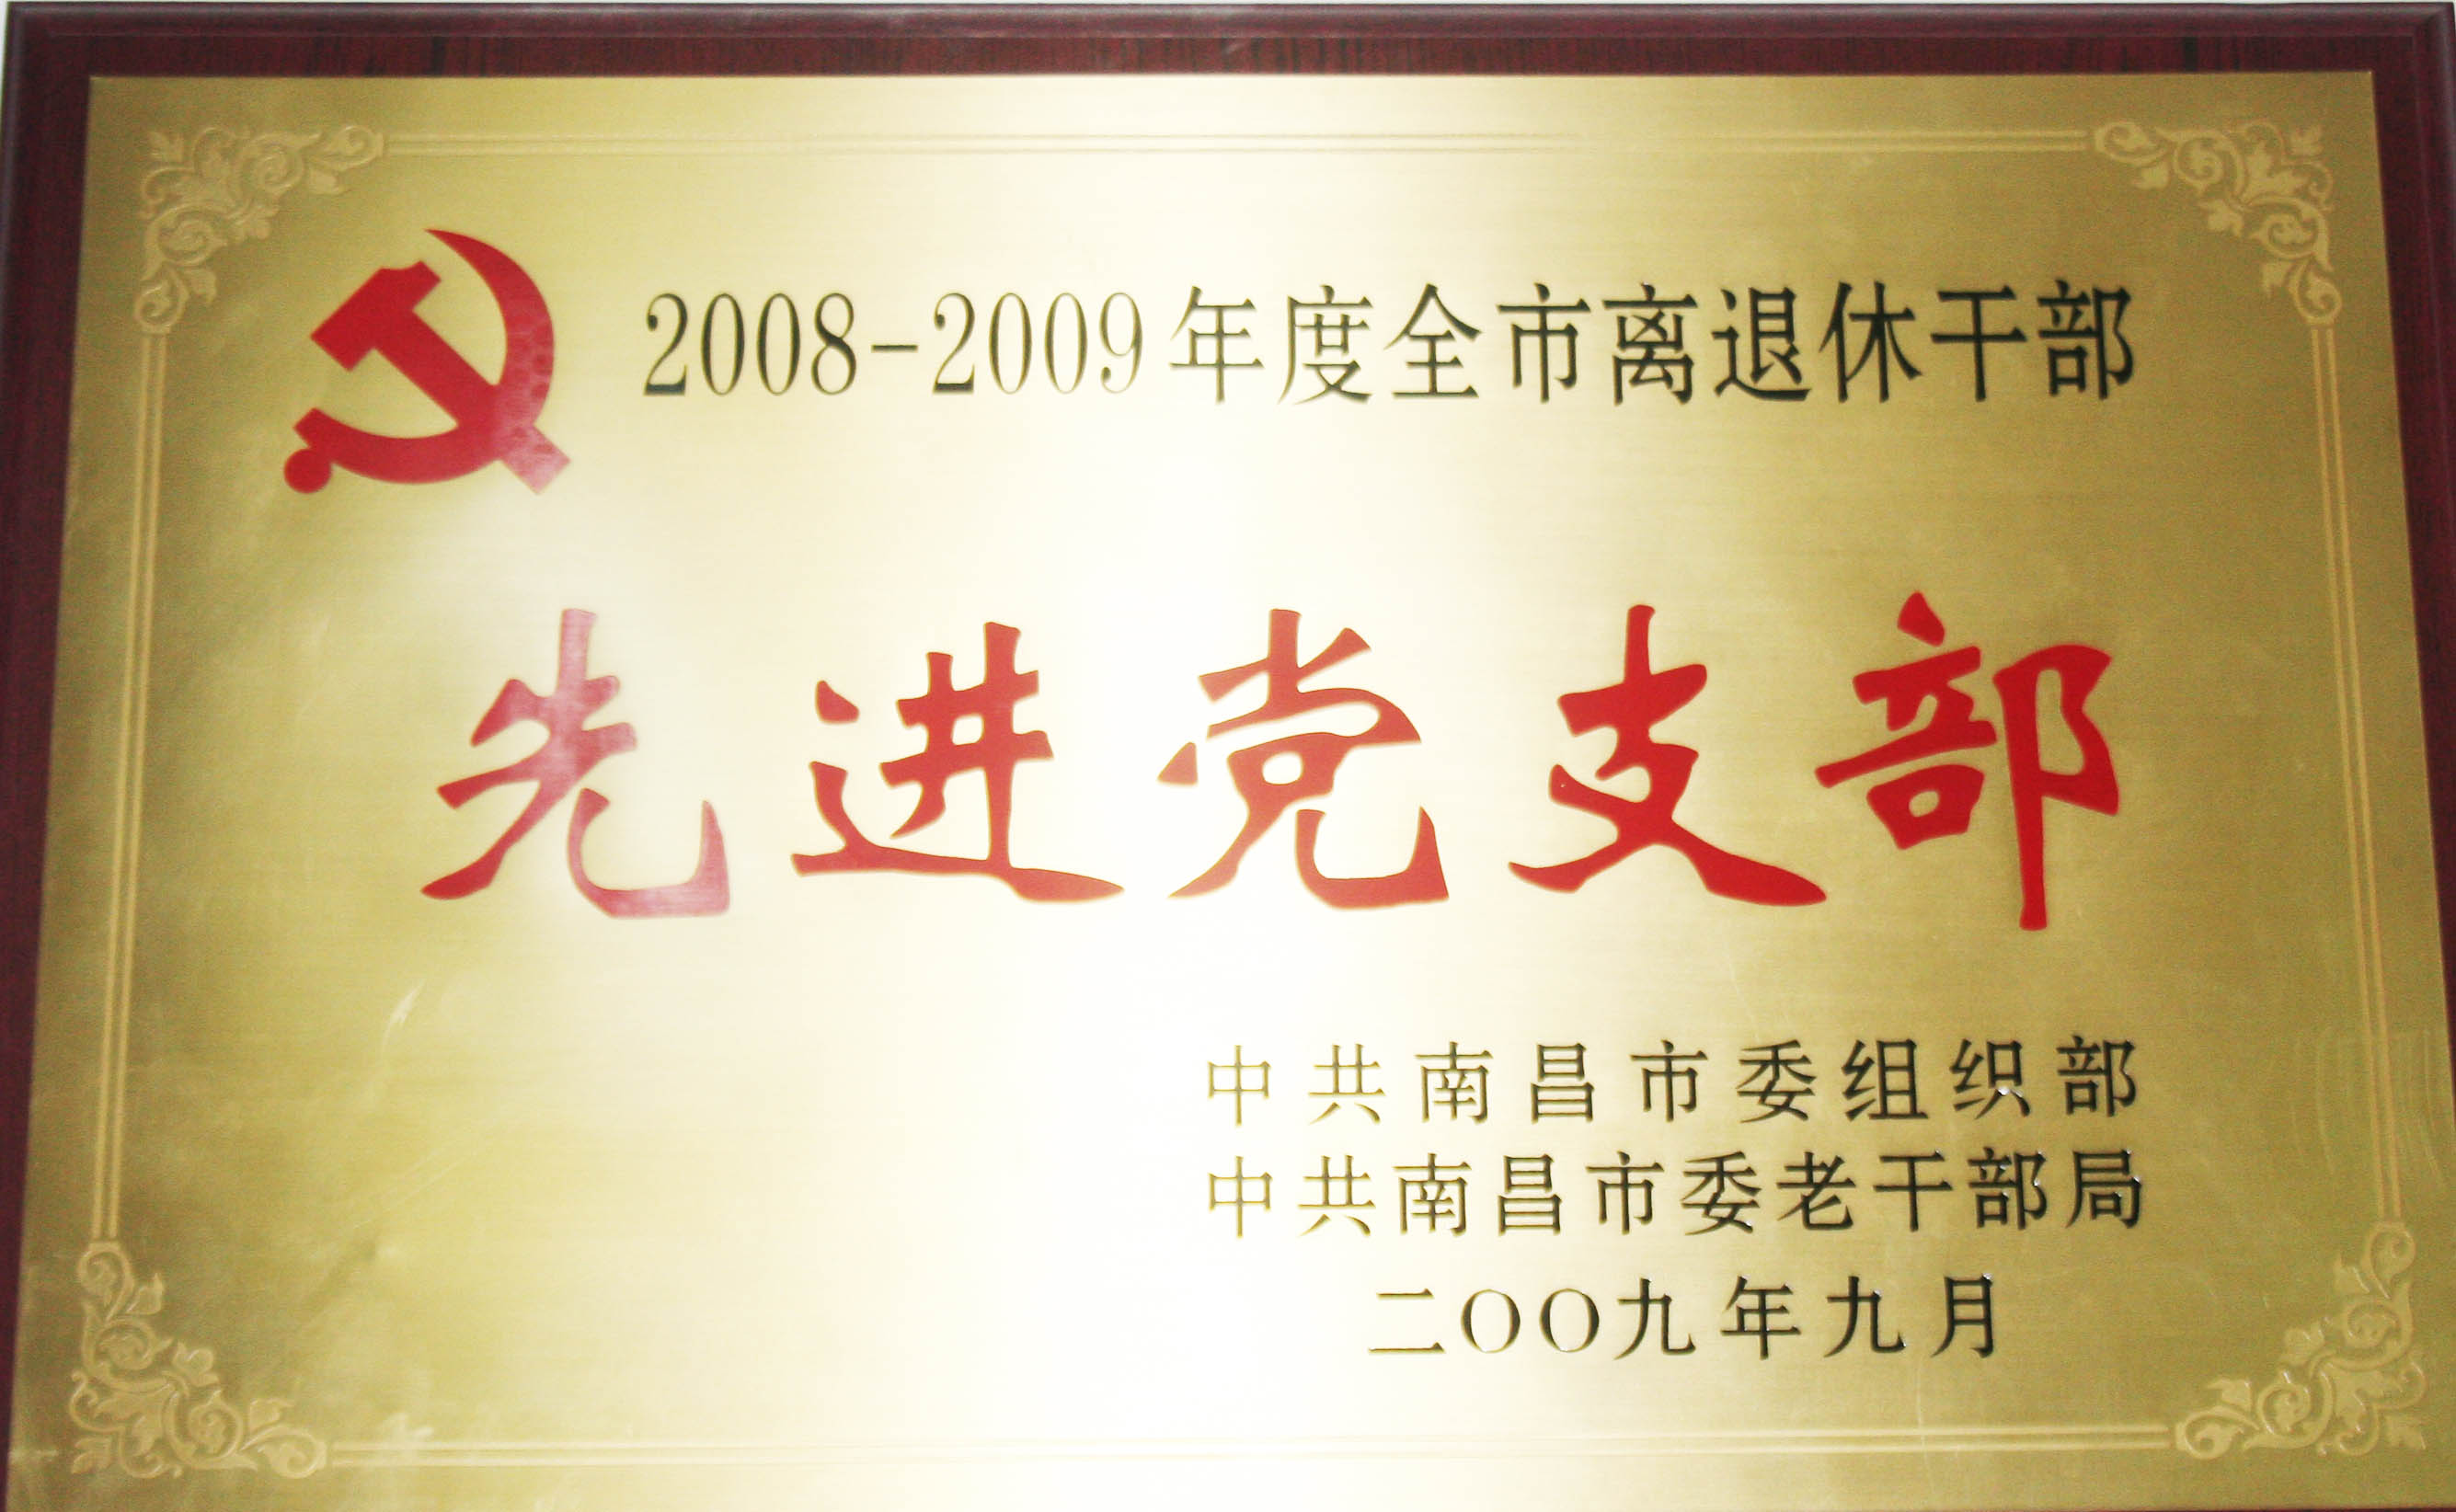 2008-2009年度全市离退休干部
先进党支部
中共南昌市委组织部
中共南昌市委老干部局
二〇〇九年九月